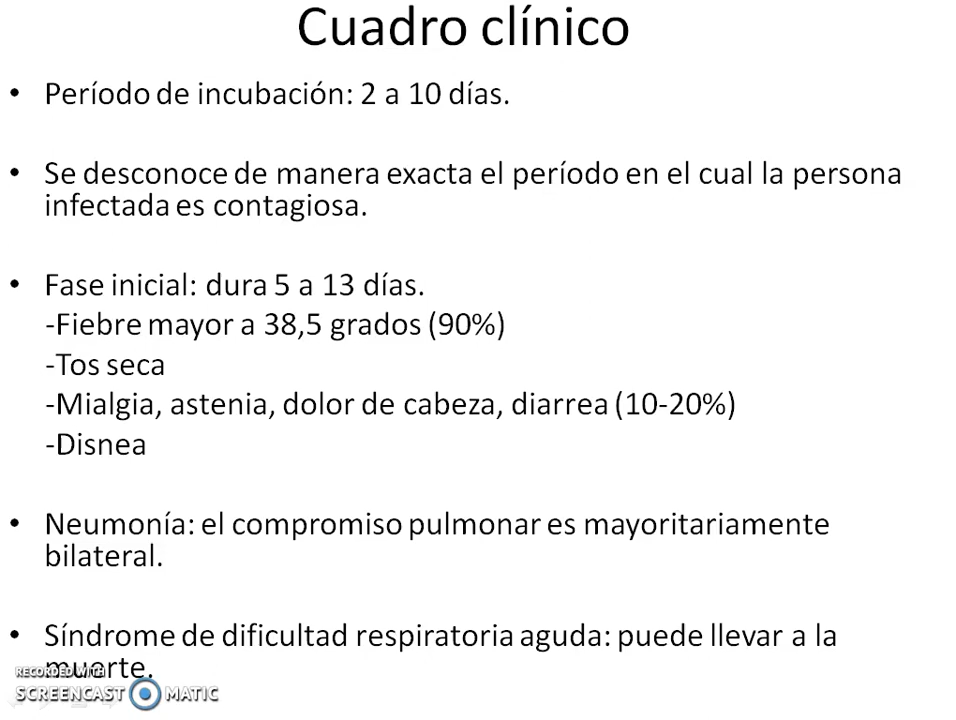 Cuadro clínico
• Período de incubación: 2 a 10 días.
• Se desconoce de manera exacta el período en el cual la persona
infectada es contagiosa.
• Fase inicial: dura 5 a 13 días.
-Fiebre mayor a 38,5 grados (90%)
-Tos seca
-Mialgia, astenia, dolor de cabeza, diarrea (10-20%)
-Disnea
• Neumonía: el compromiso pulmonar es mayoritariamente
bilateral.
• Síndrome de dificultad respiratoria aguda: puede llevar a la
muerte.
RECORDED WITH
SCREENCAST MATIC